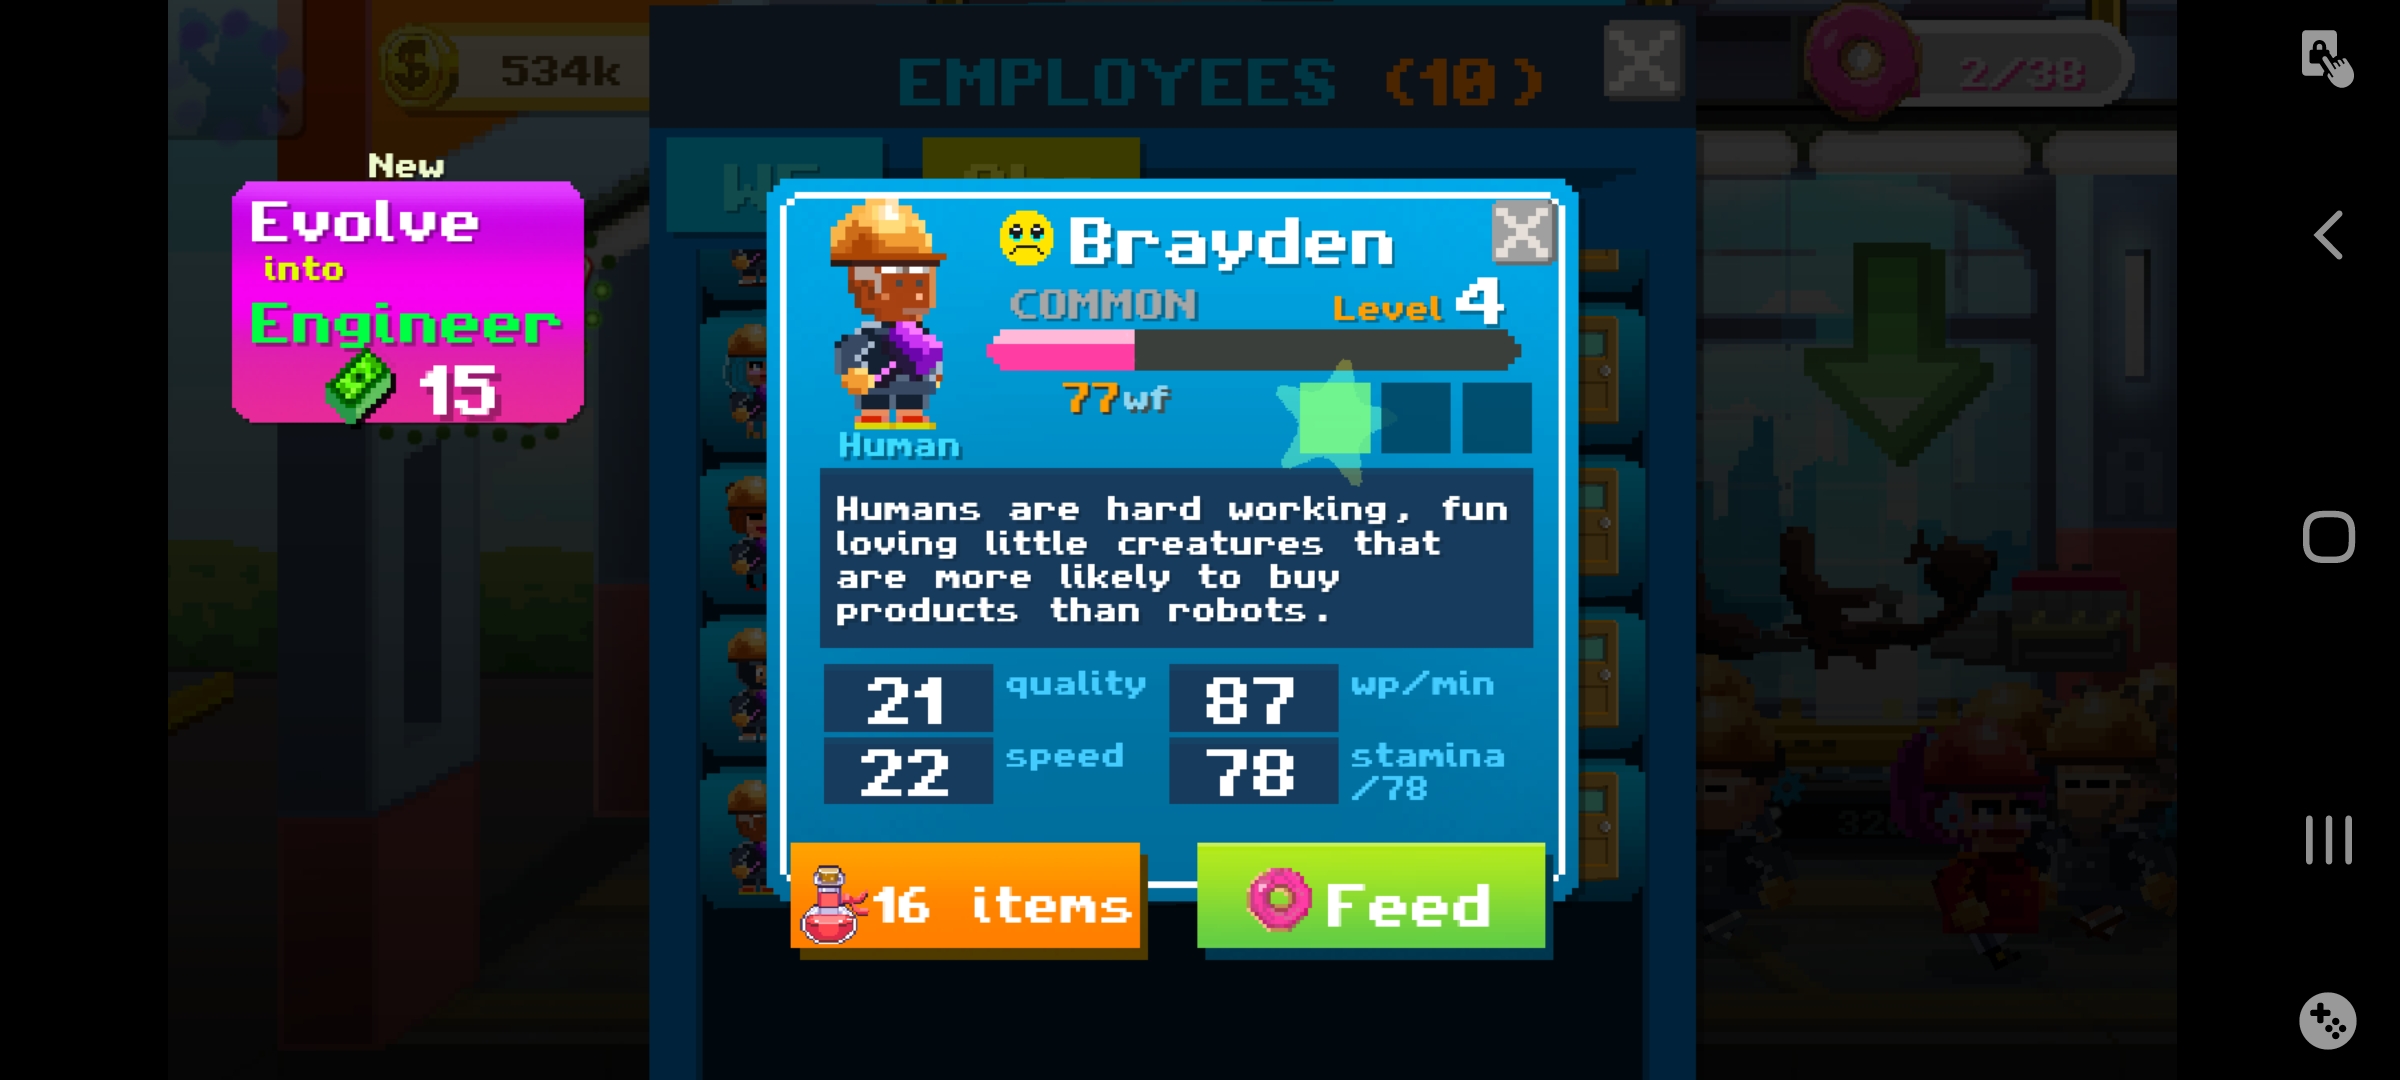 534k
EMPLOYEES (10)
2/38
New
Evolve
into
Engineer
15
Brayden
COMMON
Level 4
77wf
Human
Humans are hard working, fun
loving little creatures that
are more likely to buy
products than robots.
21 quality
87 wp/min
22 speed
78 stamina
/78
16 items
Feed